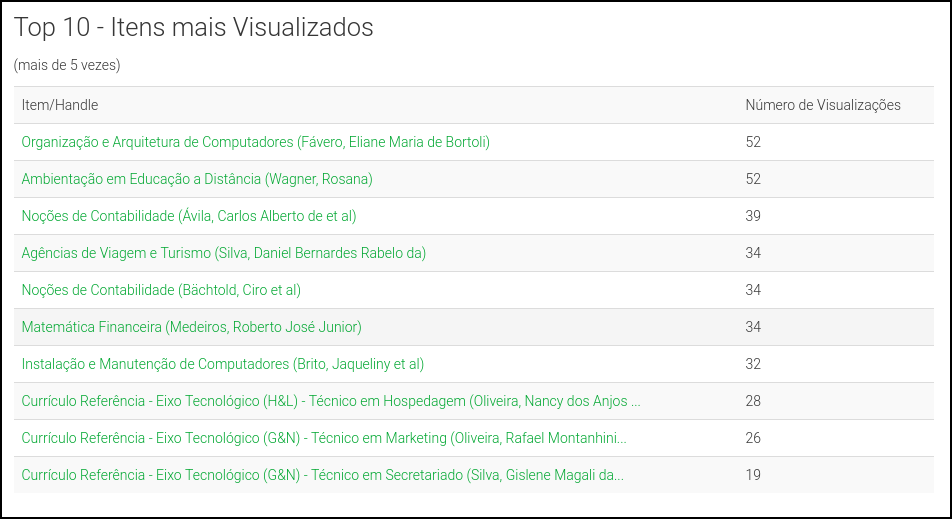 Top 10 - Itens mais Visualizados
(mais de 5 vezes)
Item/Handle Número de Visualizações
Organização e Arquitetura de Computadores (Fávero, Eliane Maria de Bortoli) 52
Ambientação em Educação a Distância (Wagner, Rosana) 52
Noções de Contabilidade (Ávila, Carlos Alberto de et al) 39
Agências de Viagem e Turismo (Silva, Daniel Bernardes Rabelo da) 34
Noções de Contabilidade (Bächtold, Ciro et al) 34
Matemática Financeira (Medeiros, Roberto José Junior) 34
Instalação e Manutenção de Computadores (Brito, Jaqueliny et al) 32
Currículo Referência - Eixo Tecnológico (H&L) - Técnico em Hospedagem (Oliveira, Nancy dos Anjos ... 28
Currículo Referência - Eixo Tecnológico (G&N) - Técnico em Marketing (Oliveira, Rafael Montanhini... 26
Currículo Referência - Eixo Tecnológico (G&N) - Técnico em Secretariado (Silva, Gislene Magali da... 19